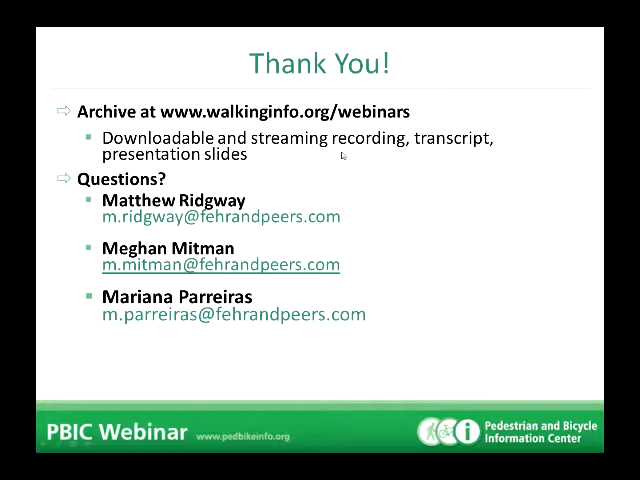 Thank You!
Archive at www.walkinginfo.org/webinars
Downloadable and streaming recording, transcript,
presentation slides
Questions?
Matthew Ridgway
m.ridgway@fehrandpeers.com
Meghan Mitman
m.mitman@fehrandpeers.com
Mariana Parreiras
m.parreiras@fehrandpeers.com
PBIC Webinar www.pedbikeinfo.org
Pedestrian and Bicycle
Information Center